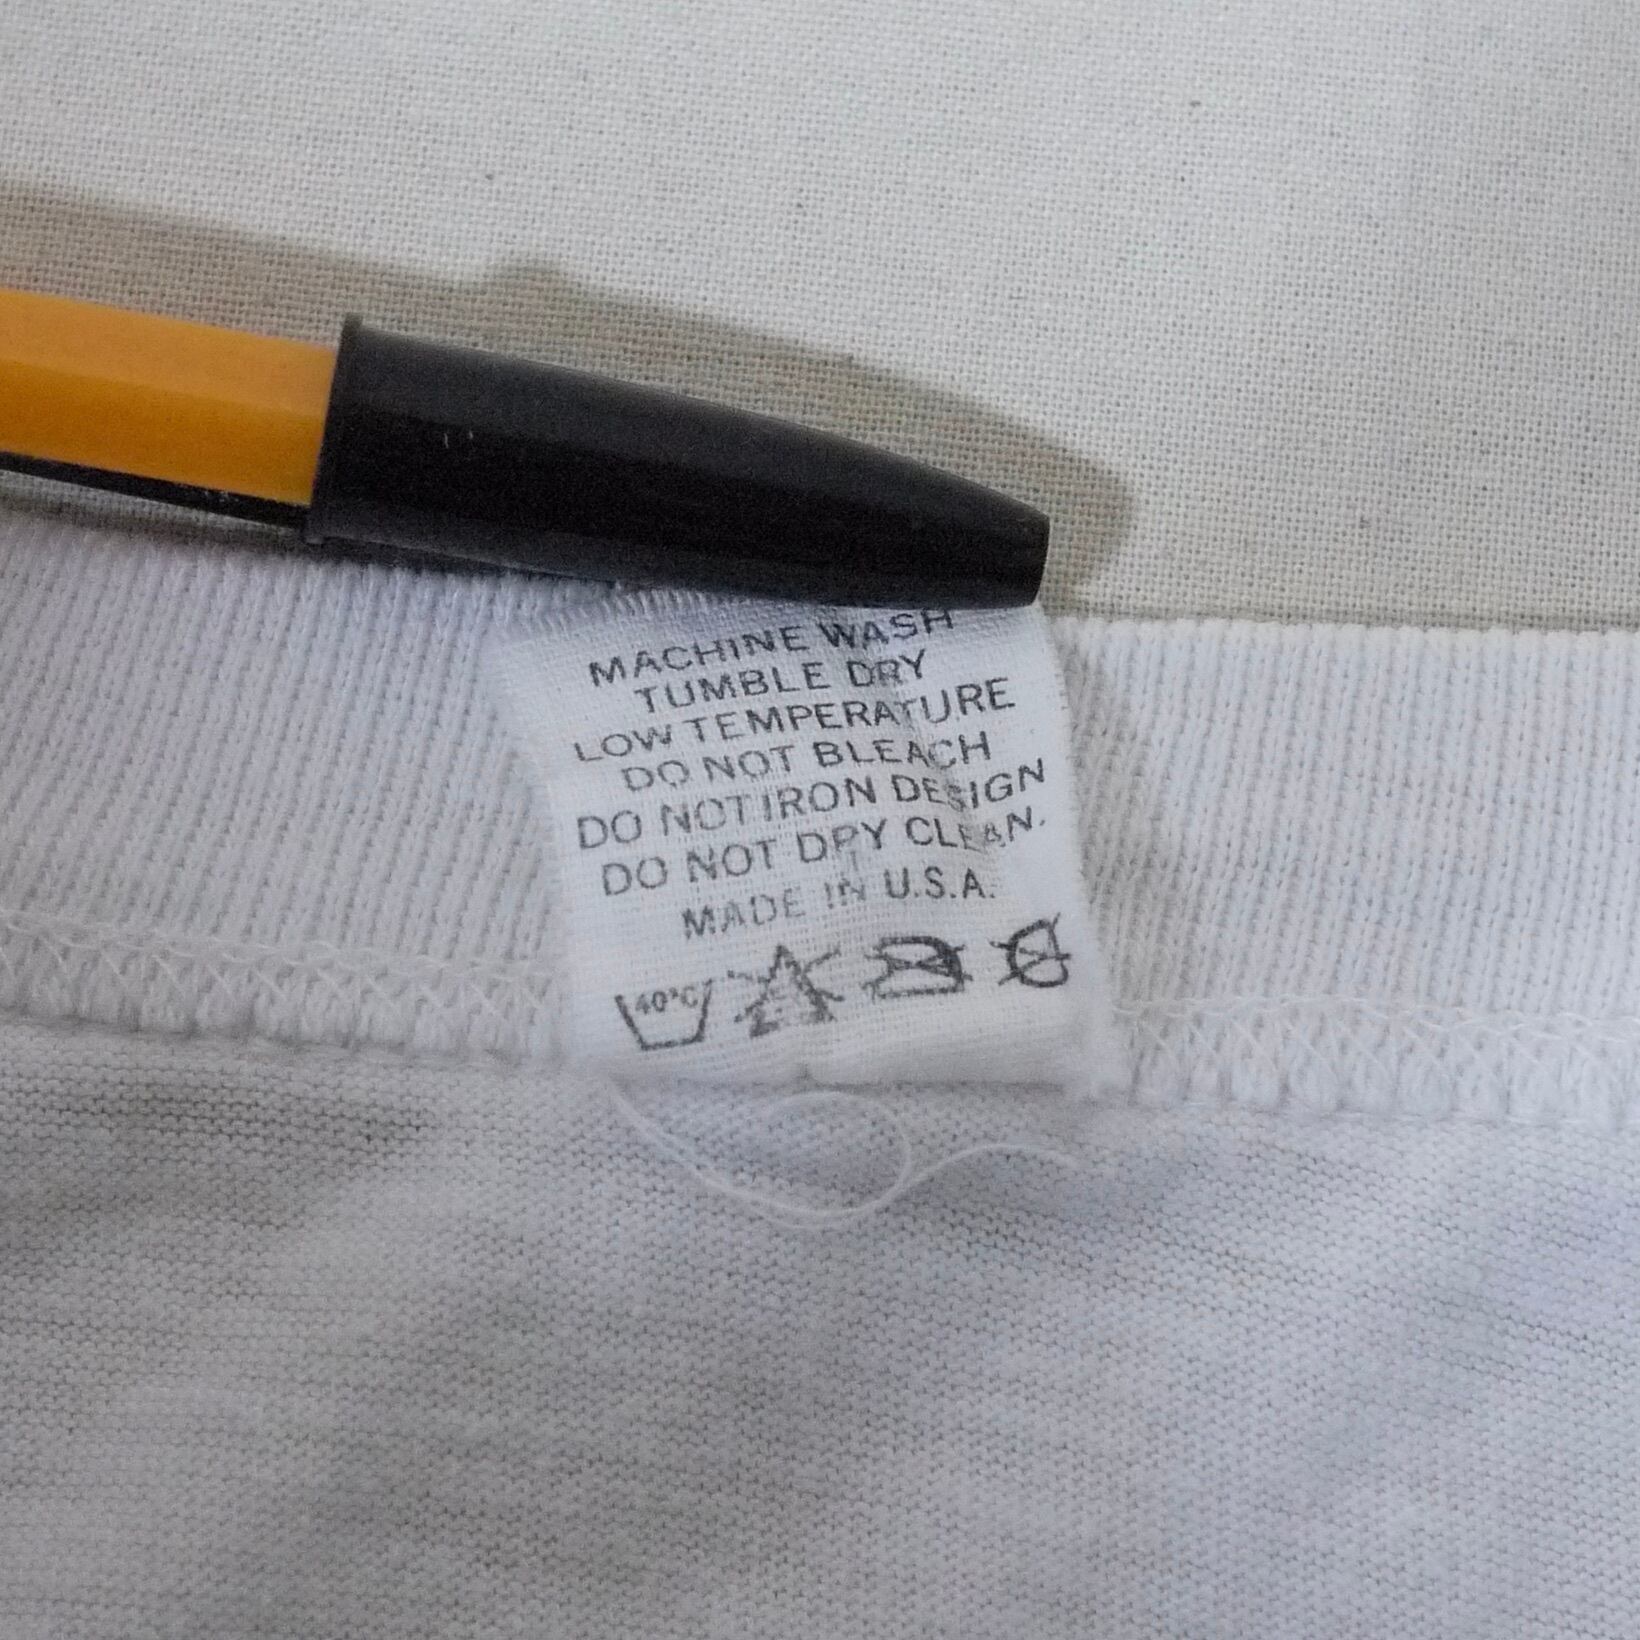 MACHINE WASH
TUMBLE DRY
LOW TEMPERATURE
DO NOT BLEACH
DO NOT IRON DESIGN
DO NOT DRY CLEAN.
MADE IN U.S.A.
40°C